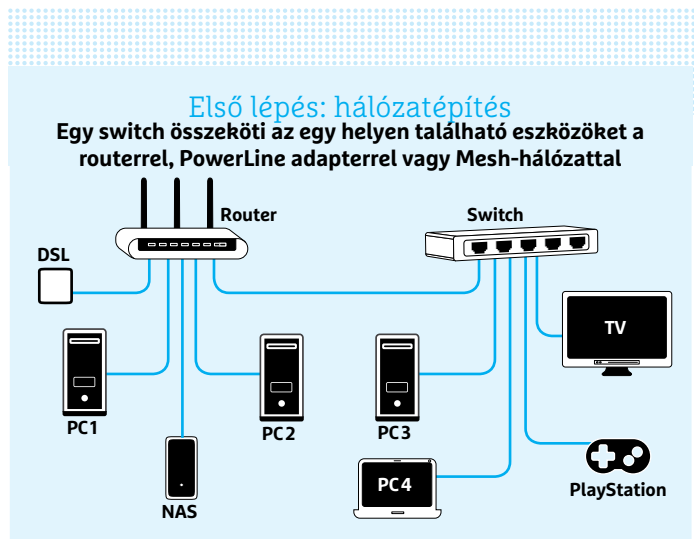 Első lépés: hálózatépítés
Egy switch összeköti az egy helyen található eszközöket a
routerrel, PowerLine adapterrel vagy Mesh-hálózattal
Router
Switch
DSL
TV
PC1
PC2
PC3
PC4
PlayStation
NAS